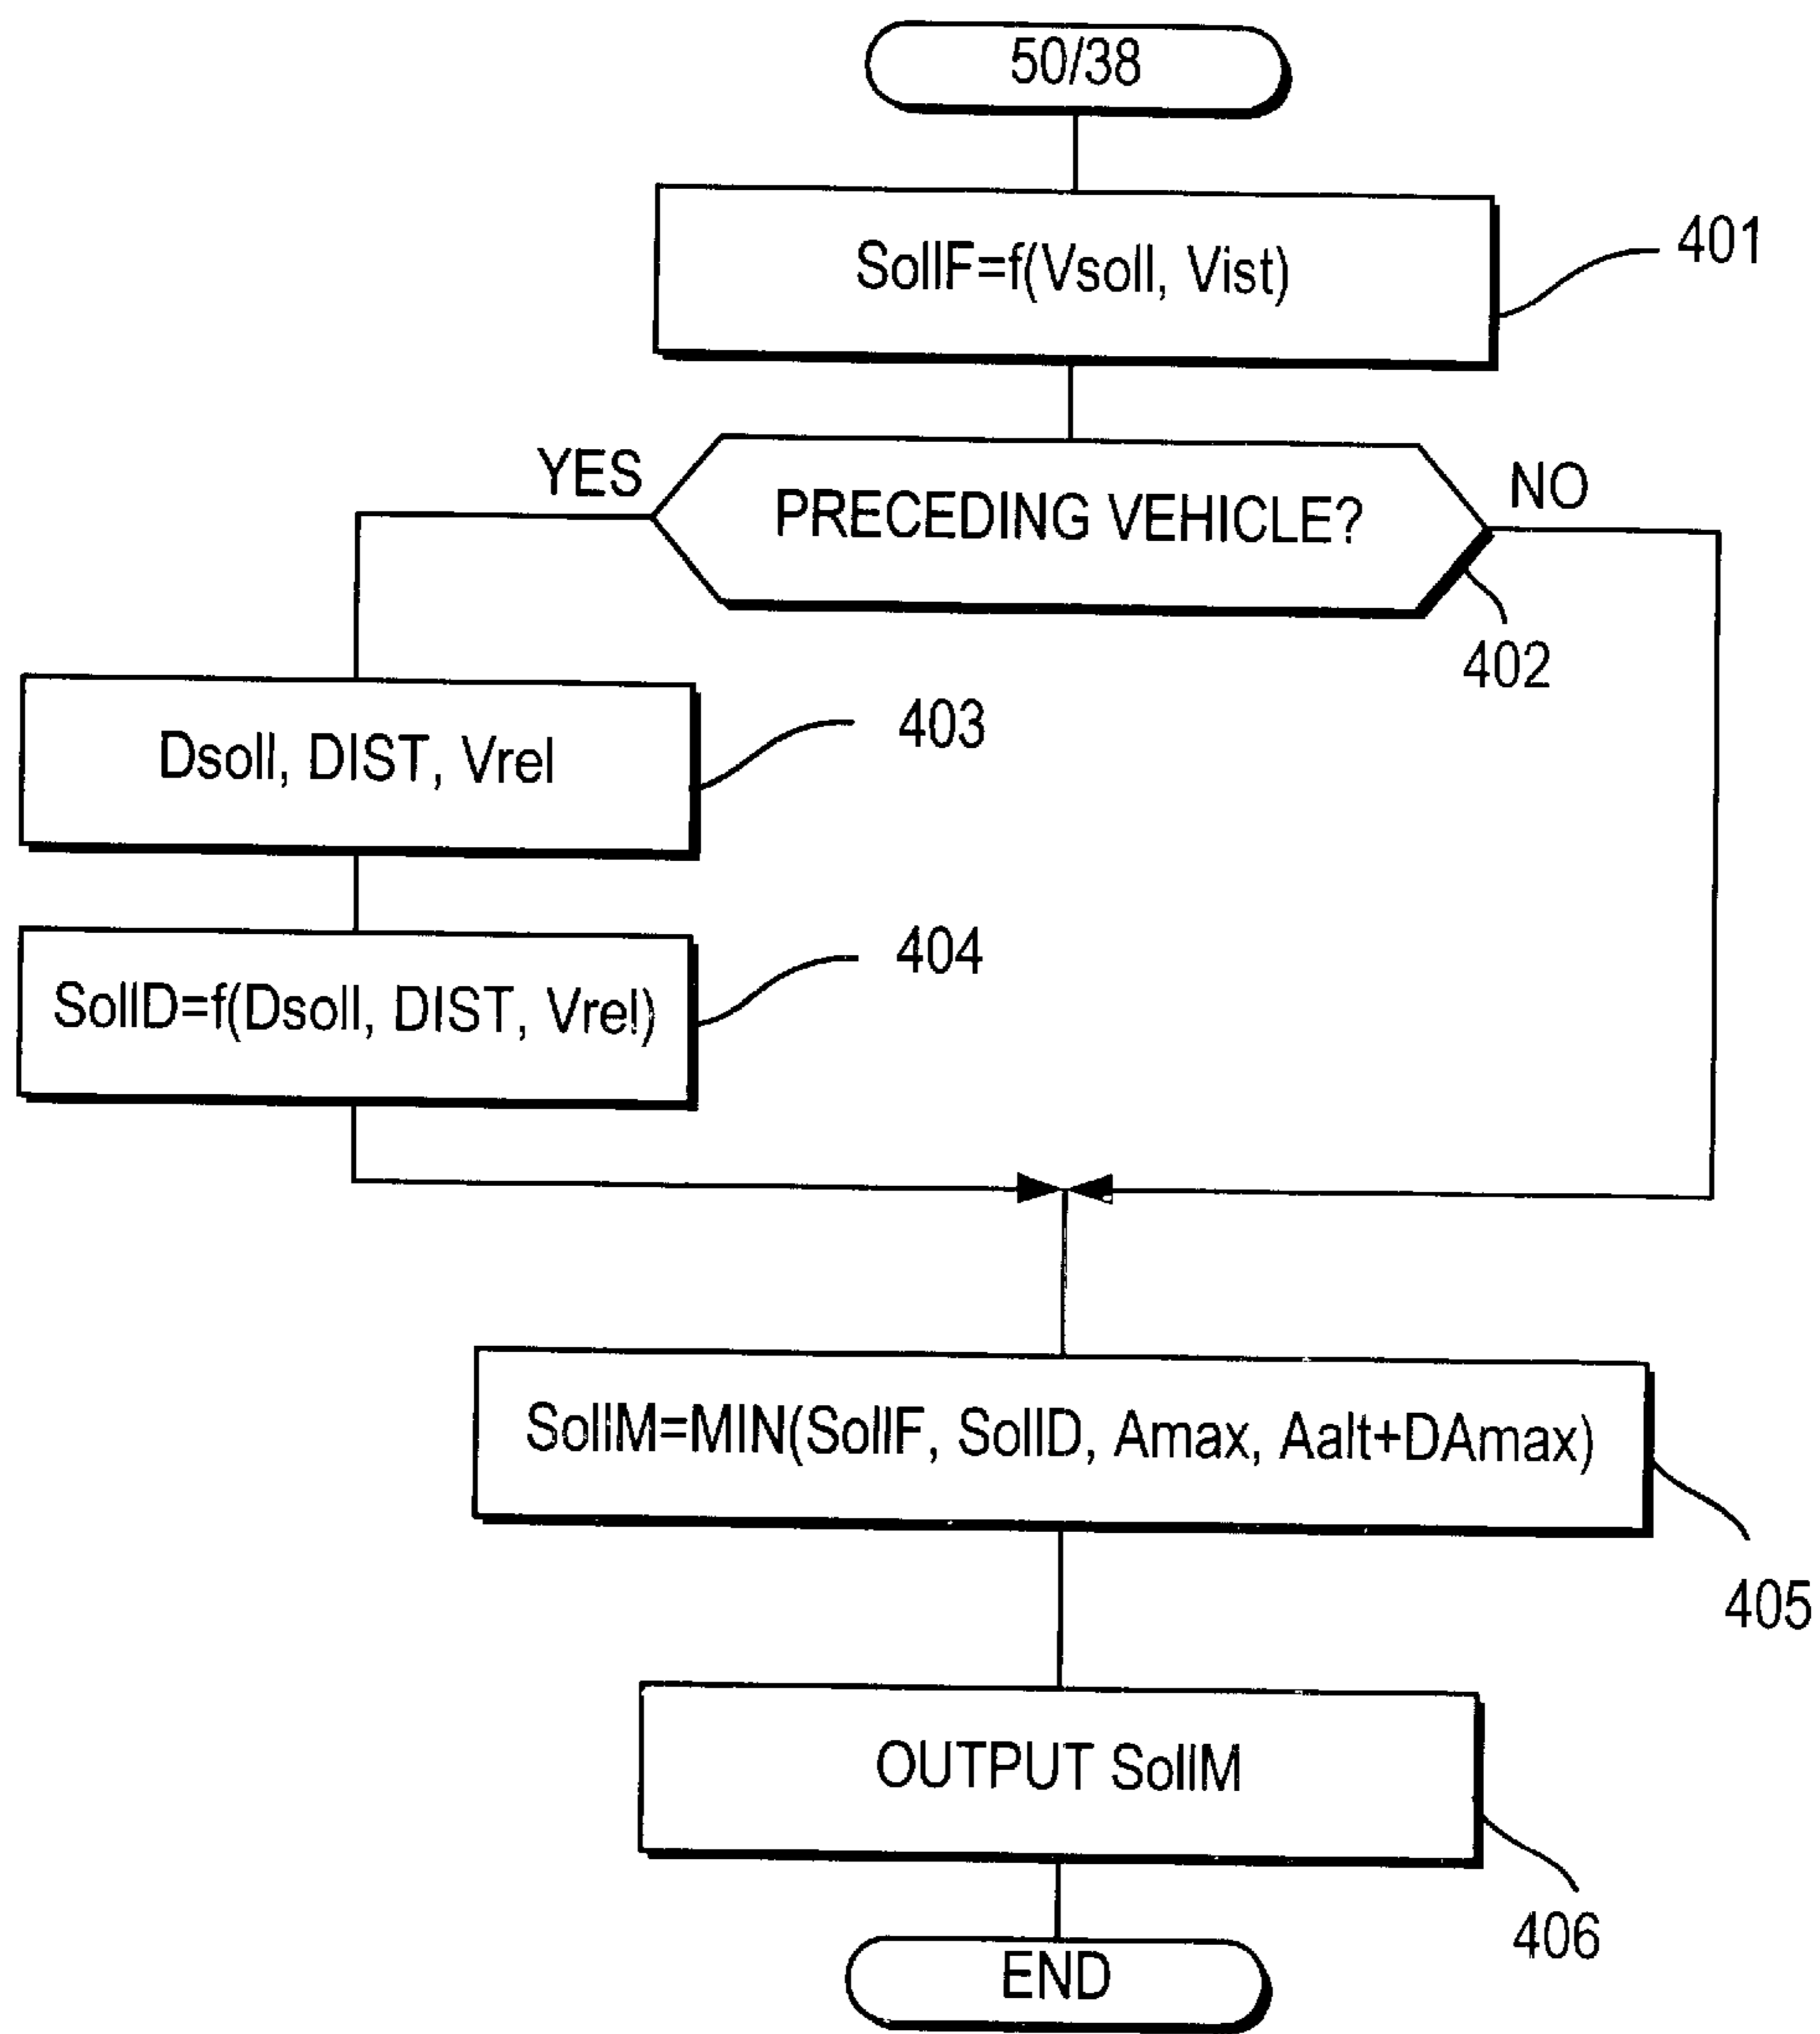 50/38
SollF=f(Vsoll, Vist)
401
YES
PRECEDING VEHICLE?
NO
402
Dsoll, DIST, Vrel
403
SollD=f(Dsoll, DIST, Vrel)
404
SollM=MIN(SollF, SollD, Amax, Aalt+DAmax)
405
OUTPUT SollM
406
END